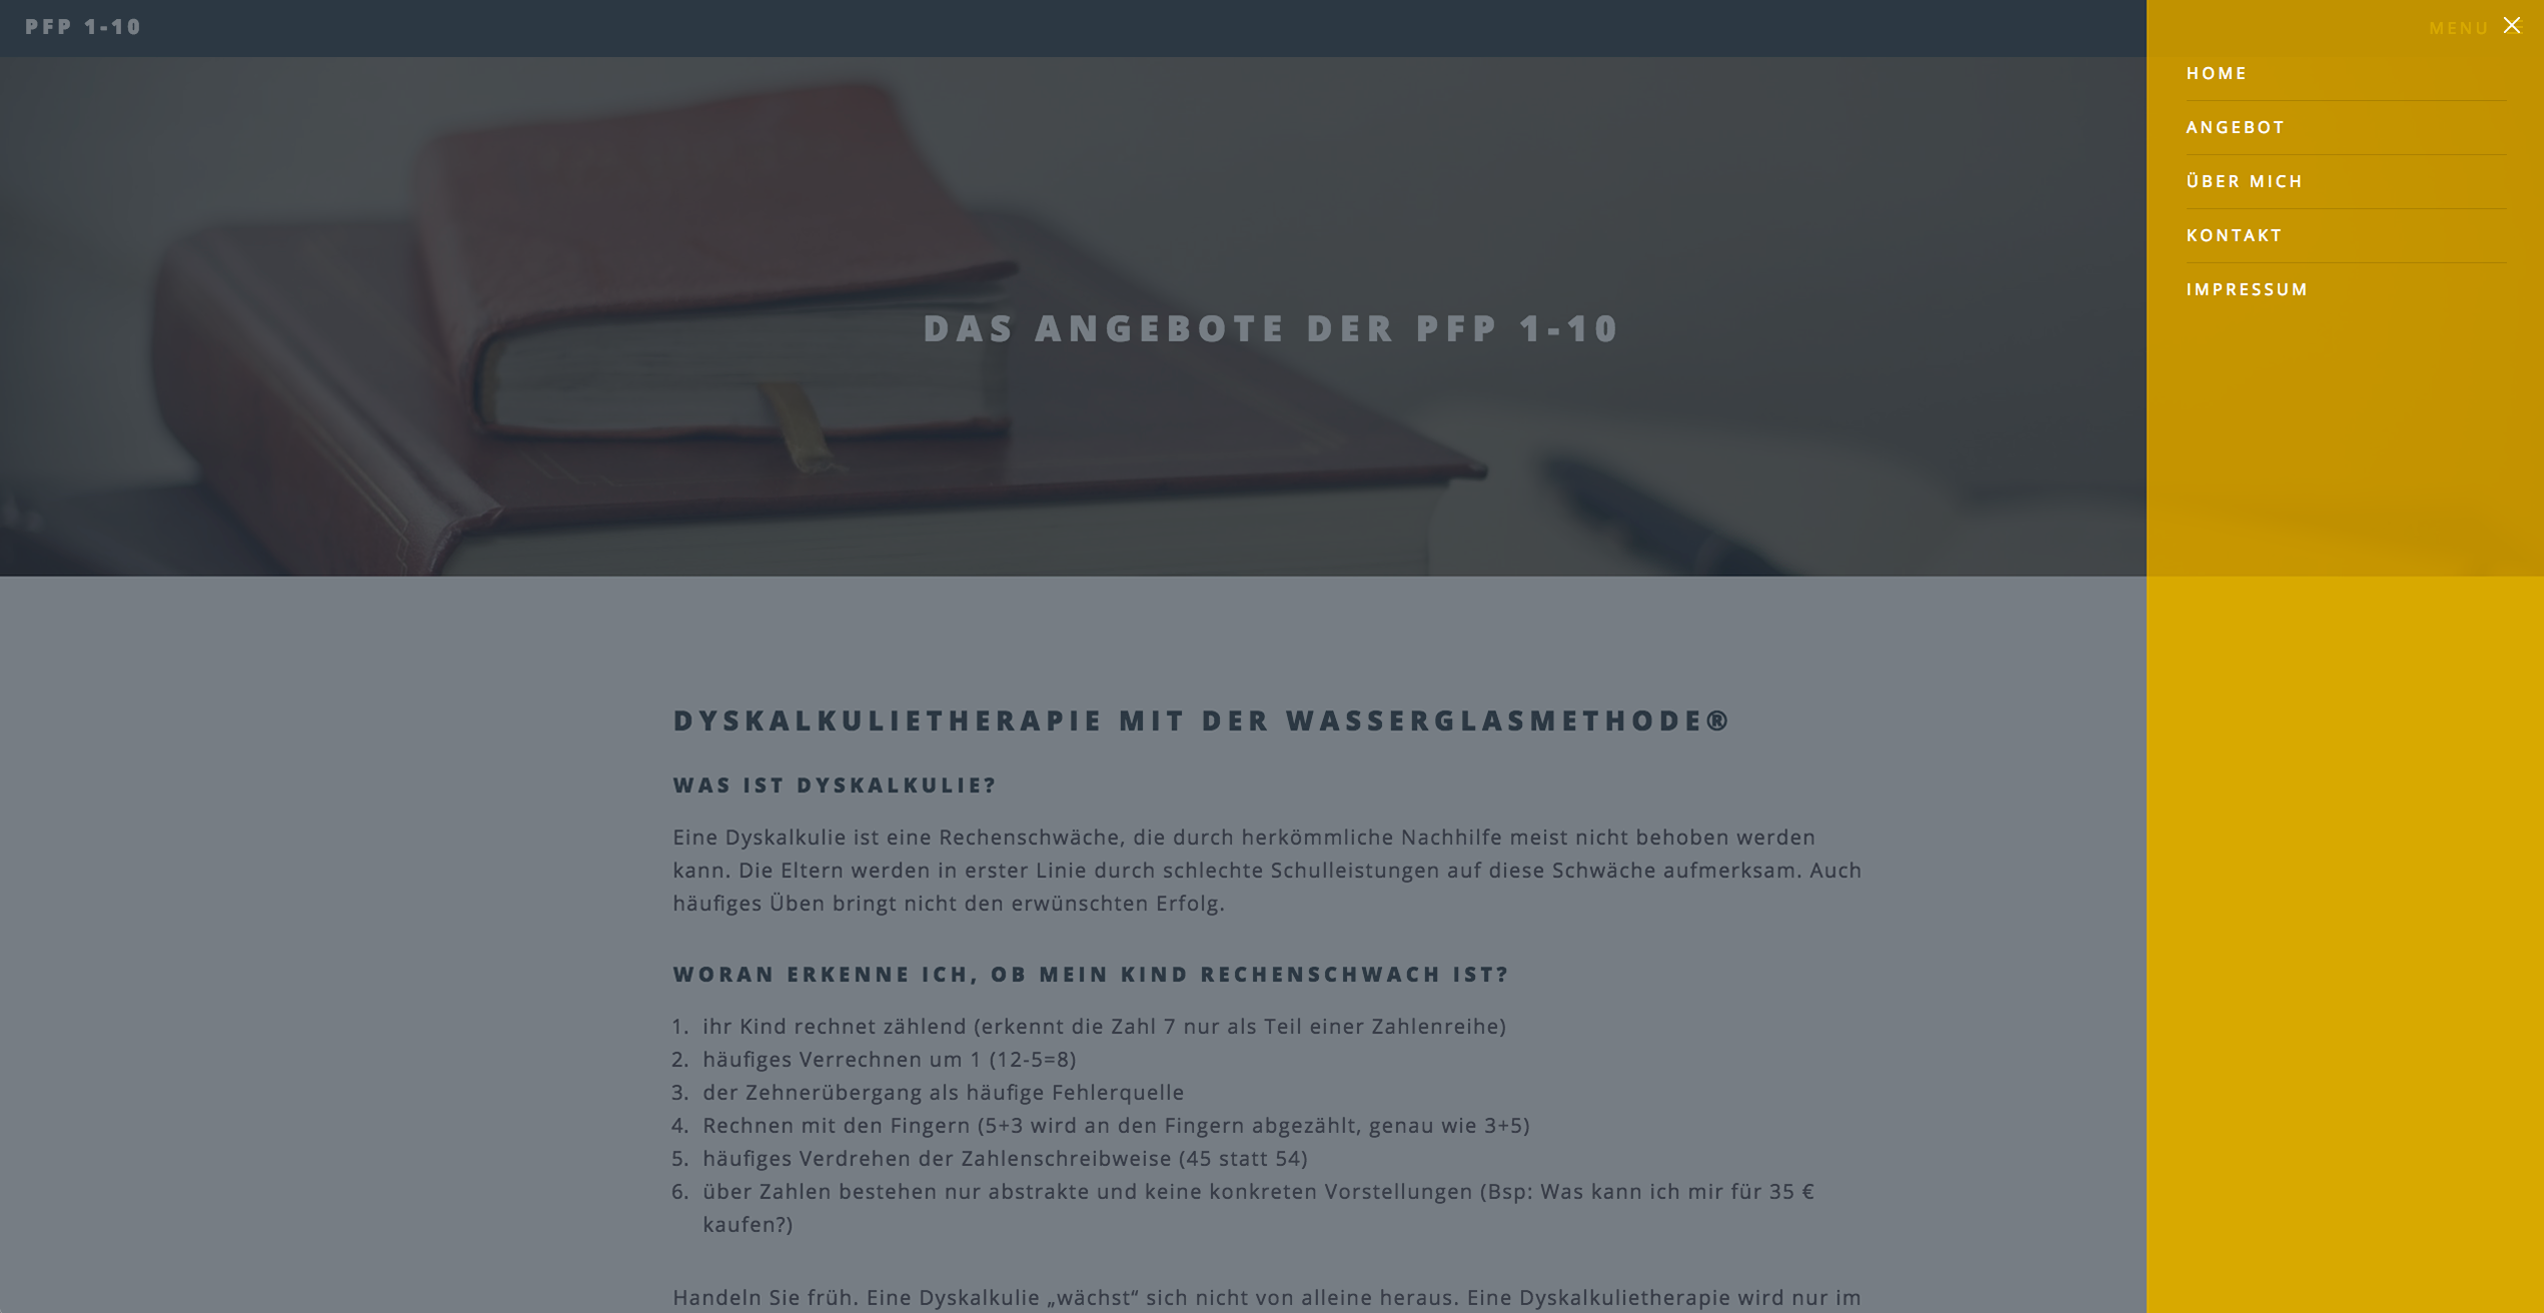 PFP 1-10
MENU
HOME
ANGEBOT
ÜBER MICH
KONTAKT
IMPRESSUM
DAS ANGEBOTE DER PFP 1-10
DYSKALKULIETHERAPIE MIT DER WASSERGLASMETHODE®
WAS IST DYSKALKULIE?
Eine Dyskalkulie ist eine Rechenschwäche, die durch herkömmliche Nachhilfe meist nicht behoben werden
kann. Die Eltern werden in erster Linie durch schlechte Schulleistungen auf diese Schwäche aufmerksam. Auch
häufiges Üben bringt nicht den erwünschten Erfolg.
WORAN ERKENNE ICH, OB MEIN KIND RECHENSCHWACH IST?
1. ihr Kind rechnet zählend (erkennt die Zahl 7 nur als Teil einer Zahlenreihe)
2. häufiges Verrechnen um 1 (12-5=8)
3. der Zehnerübergang als häufige Fehlerquelle
4. Rechnen mit den Fingern (5+3 wird an den Fingern abgezählt, genau wie 3+5)
5. häufiges Verdrehen der Zahlenschreibweise (45 statt 54)
6. über Zahlen bestehen nur abstrakte und keine konkreten Vorstellungen (Bsp: Was kann ich mir für 35 €
kaufen?)
Handeln Sie früh. Eine Dyskalkulie „wächst“ sich nicht von alleine heraus. Eine Dyskalkulietherapie wird nur im